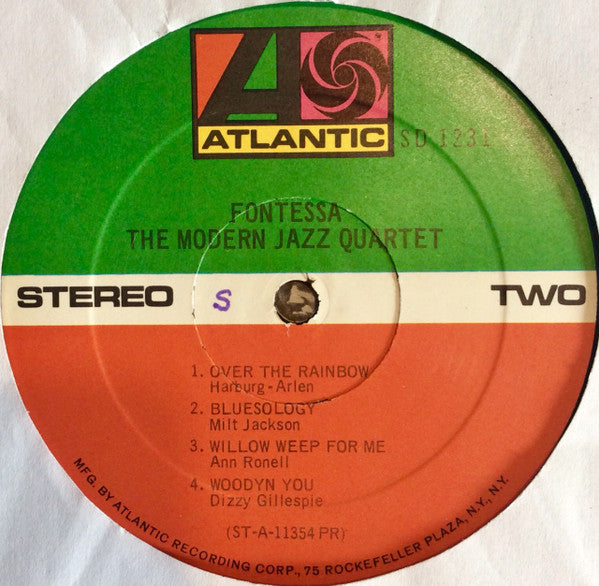 ATLANTIC
SD 1231
FONTESSA
THE MODERN JAZZ QUARTET
STEREO S TWO
1. OVER THE RAINBOW
Harburg-Arlen
2. BLUESOLOGY
Milt Jackson
3. WILLOW WEEP FOR ME
Ann Ronell
4. WOODYN YOU
Dizzy Gillespie
(ST-A-11354 PR)
MFG. BY ATLANTIC RECORDING CORP., 75 ROCKEFELLER PLAZA, N.Y., N.Y.